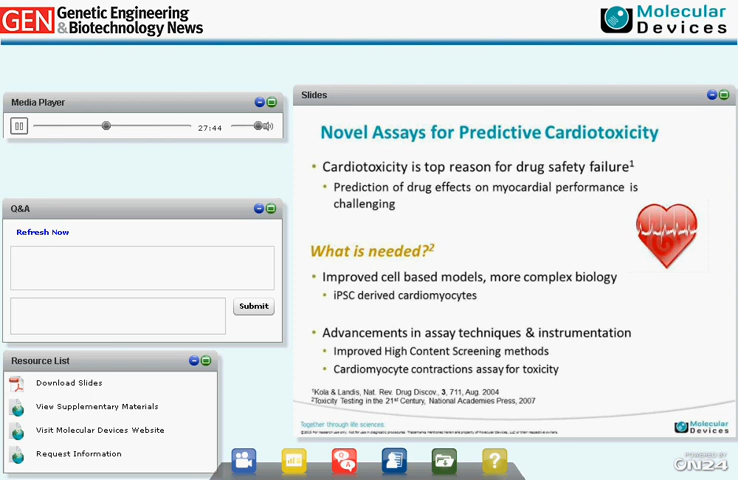 GEN Genetic Engineering
&Biotechnology News
Molecular
Devices
Media Player
27:44
Q&A
Refresh Now
Submit
Resource List
Download Slides
View Supplementary Materials
Visit Molecular Devices Website
Request Information
Slides
Novel Assays for Predictive Cardiotoxicity
• Cardiotoxicity is top reason for drug safety failure1
• Prediction of drug effects on myocardial performance is
challenging
What is needed?2
• Improved cell based models, more complex biology
• iPSC derived cardiomyocytes
• Advancements in assay techniques & instrumentation
• Improved High Content Screening methods
• Cardiomyocyte contractions assay for toxicity
1Kola & Landis, Nat. Rev. Drug Discov., 3, 711, Aug. 2004
2Toxicity Testing in the 21st Century, National Academies Press, 2007
Together through life sciences.
Molecular
Devices
Q
A
?
POWERED BY
ON24